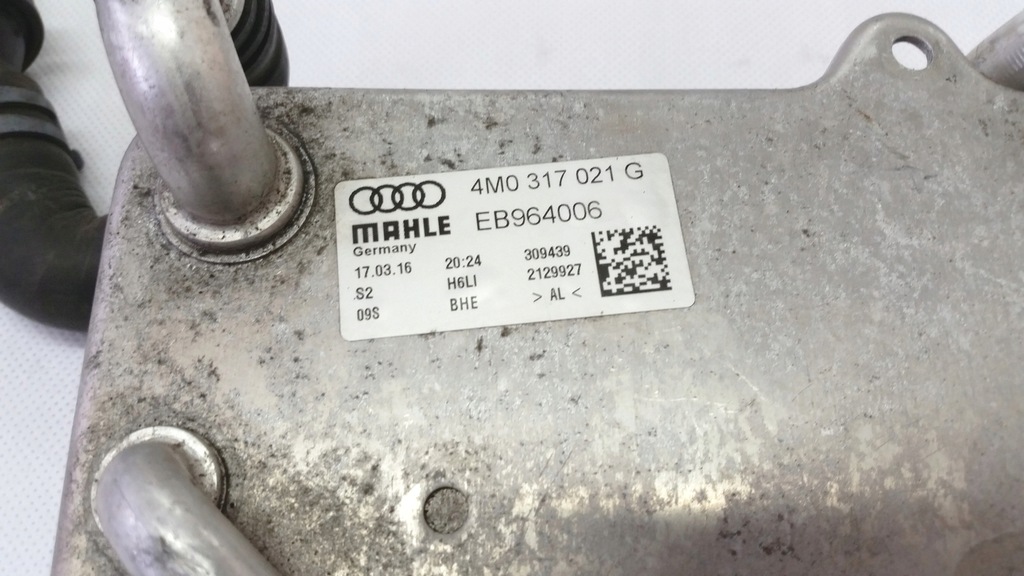 4M0 317 021 G
MAHLE EB964006
Germany
17.03.16 20:24 309439
S2 H6LI 2129927
09S BHE > AL <